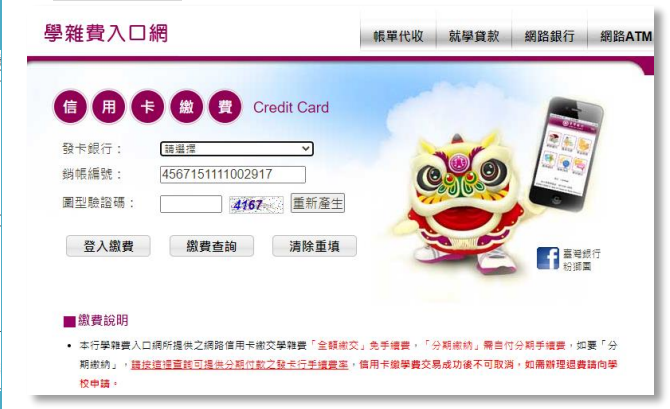 學雜費入口網
帳單代收 就學貸款 網路銀行 網路ATM
信用卡繳費 Credit Card
發卡銀行： 請選擇
銷帳編號： 4567151111002917
圖型驗證碼： 4167 重新產生
登入繳費 繳費查詢 清除重填
臺灣銀行
粉獅團
繳費說明
• 本行學雜費入口網所提供之網路信用卡繳交學雜費「全額繳交」免手續費，「分期繳納」需自付分期手續費，如要「分
期繳納」，請按這裡查詢可提供分期付款之發卡行手續費率，信用卡繳學費交易成功後不可取消，如需辦理退費請向學
校申請。